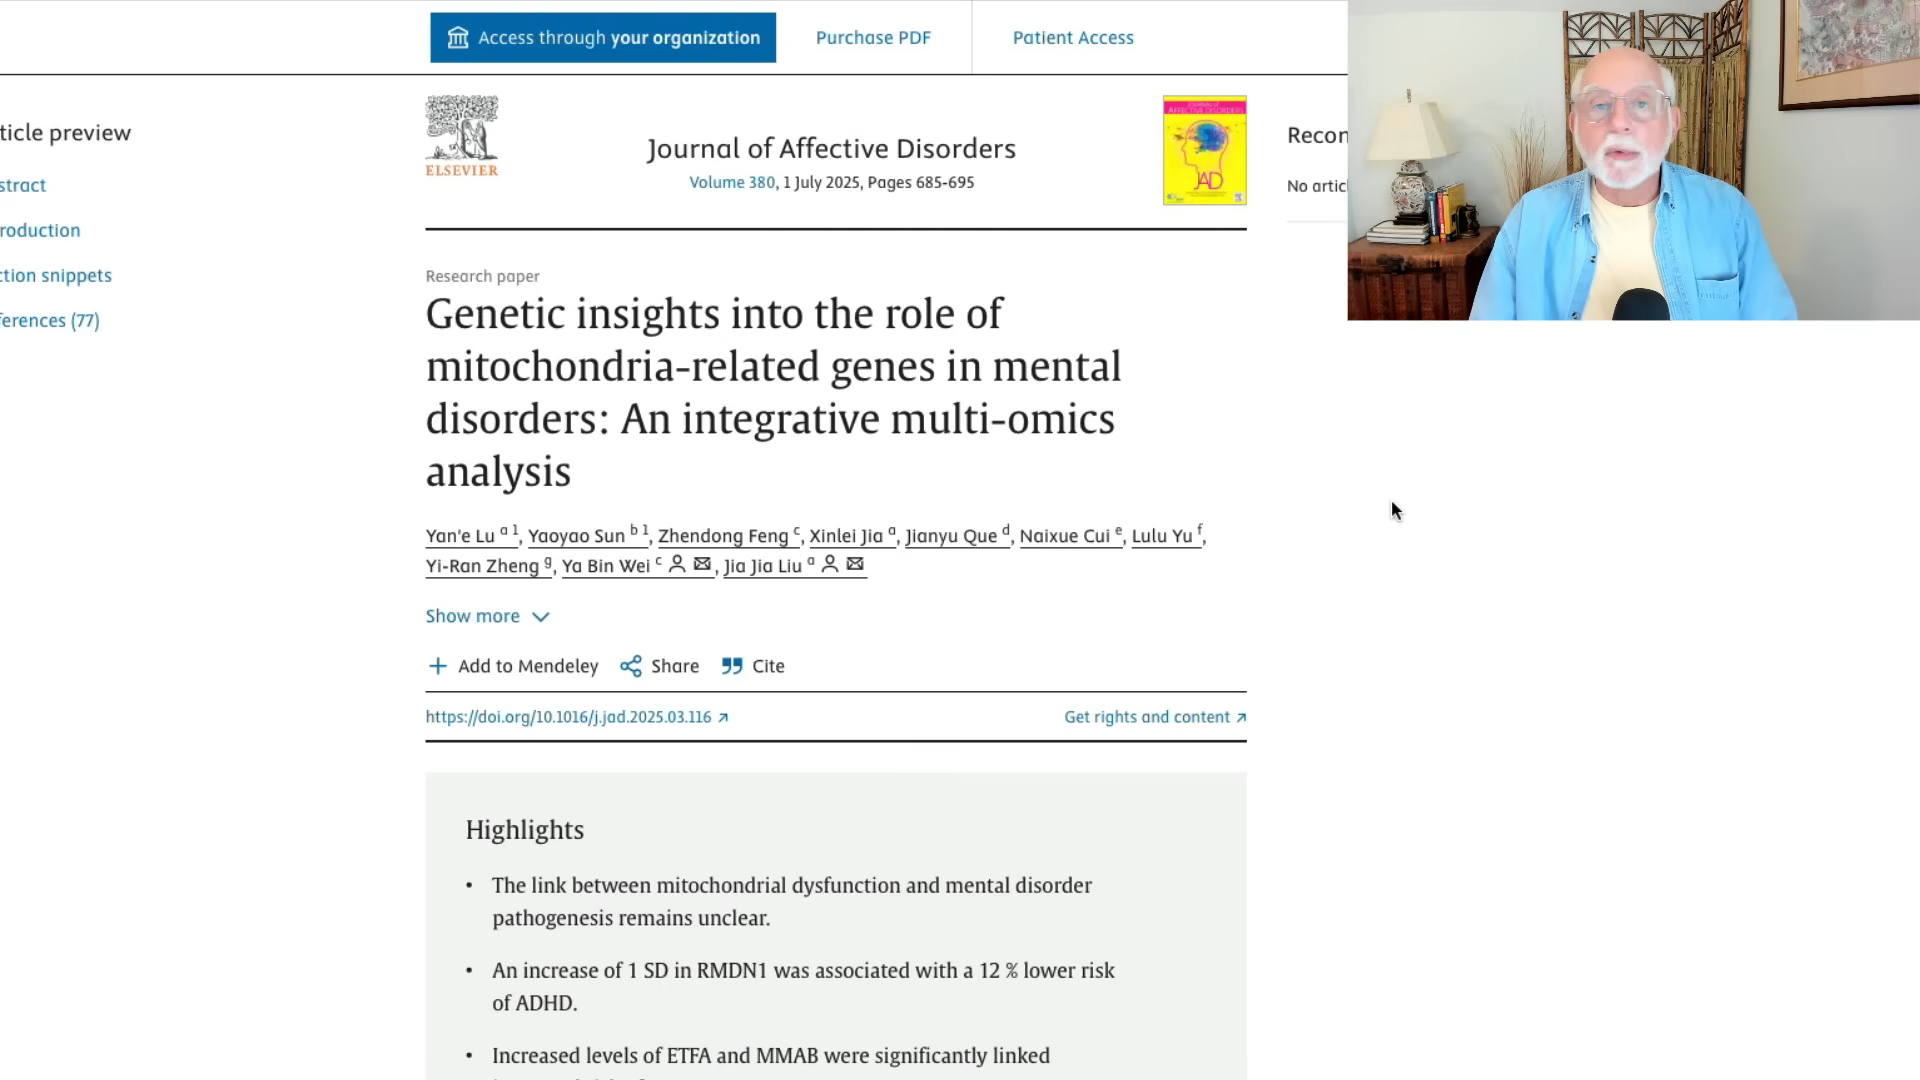 Access through your organization
Purchase PDF
Patient Access
ticle preview
stract
roduction
ction snippets
ferences (77)
ELSEVIER
Journal of Affective Disorders
Volume 380, 1 July 2025, Pages 685-695
JOURNAL OF
AFFECTIVE DISORDERS
JAD
Recon
No artic
Research paper
Genetic insights into the role of
mitochondria-related genes in mental
disorders: An integrative multi-omics
analysis
Yan'e Lu a 1, Yaoyao Sun b 1, Zhendong Feng c, Xinlei Jia a, Jianyu Que d, Naixue Cui e, Lulu Yu f,
Yi-Ran Zheng g, Ya Bin Wei c, Jia Jia Liu a
Show more
Add to Mendeley
Share
Cite
https://doi.org/10.1016/j.jad.2025.03.116
Get rights and content
Highlights
• The link between mitochondrial dysfunction and mental disorder
pathogenesis remains unclear.
• An increase of 1 SD in RMDN1 was associated with a 12 % lower risk
of ADHD.
• Increased levels of ETFA and MMAB were significantly linked